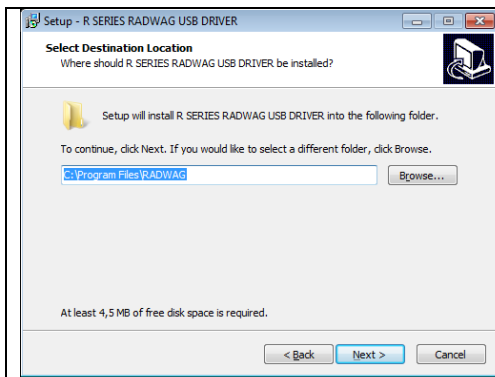 Setup - R SERIES RADWAG USB DRIVER
Select Destination Location
Where should R SERIES RADWAG USB DRIVER be installed?
Setup will install R SERIES RADWAG USB DRIVER into the following folder.
To continue, click Next. If you would like to select a different folder, click Browse.
C:\Program Files\RADWAG
Browse...
At least 4,5 MB of free disk space is required.
< Back
Next >
Cancel